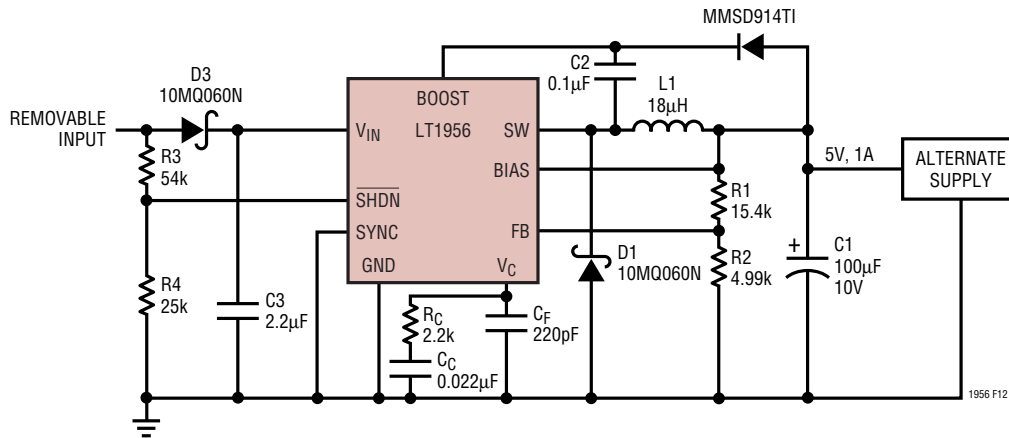 MMSD914TI
D3
10MQ060N
C2
0.1µF
L1
18µH
BOOST
LT1956
REMOVABLE
INPUT
VIN
SW
R3
54k
BIAS
5V, 1A
ALTERNATE
SUPPLY
SHDN
R1
15.4k
SYNC
FB
GND
VC
D1
10MQ060N
R2
4.99k
+
C1
100µF
10V
R4
25k
C3
2.2µF
RC
2.2k
CF
220pF
CC
0.022µF
1956 F12